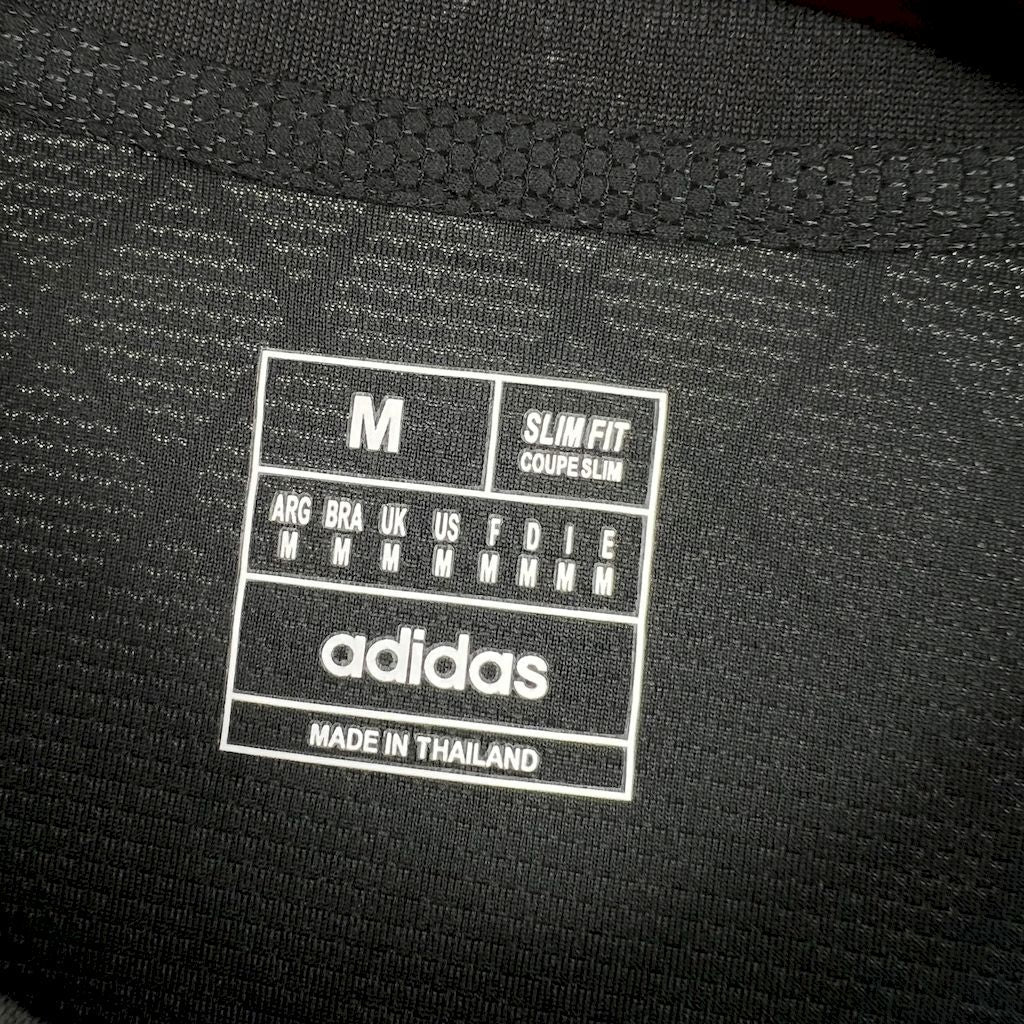 M
SLIM FIT
COUPE SLIM
ARG BRA UK US F D I E
M M M M M M M M
adidas
MADE IN THAILAND